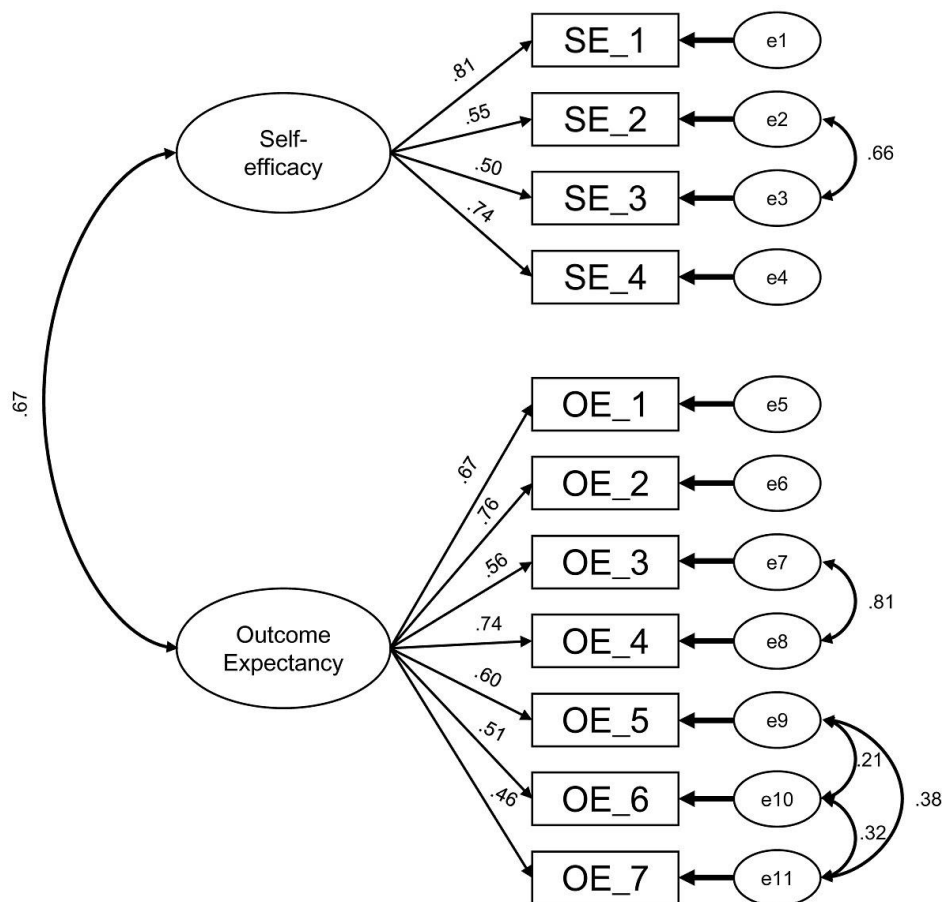 SE_1
e1
.81
Self-
efficacy
.55
SE_2
e2
.66
.50
SE_3
e3
.74
SE_4
e4
.67
OE_1
e5
.67
OE_2
e6
.76
OE_3
e7
.56
.81
Outcome
Expectancy
.74
OE_4
e8
.60
OE_5
e9
.21
.51
OE_6
e10
.38
.46
.32
OE_7
e11